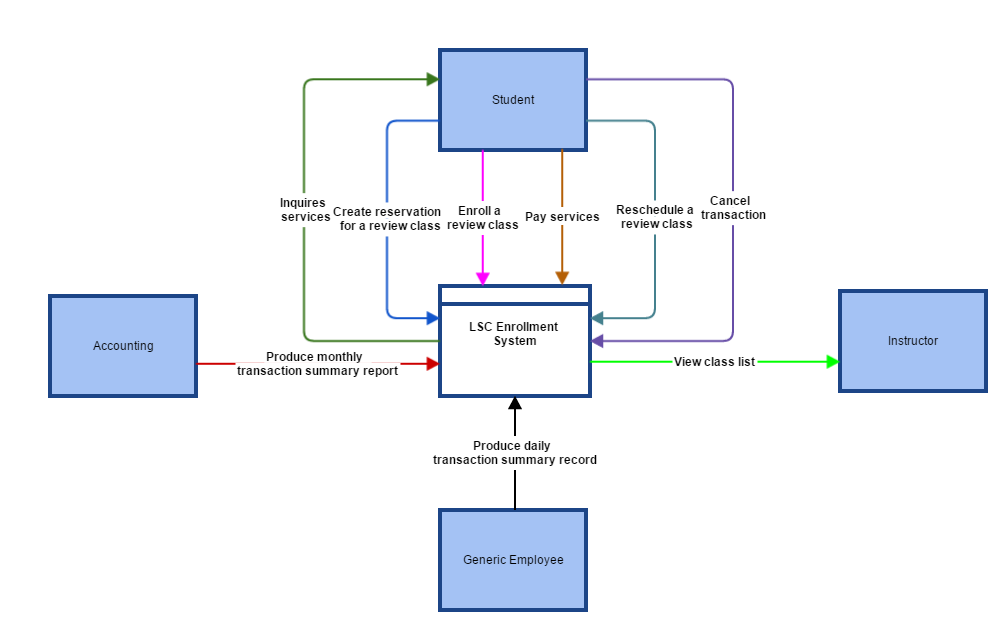 Student
Inquires
services
Create reservation
for a review class
Enroll a
review class
Pay services
Reschedule a
review class
Cancel
transaction
LSC Enrollment
System
Accounting
Produce monthly
transaction summary report
View class list
Instructor
Produce daily
transaction summary record
Generic Employee